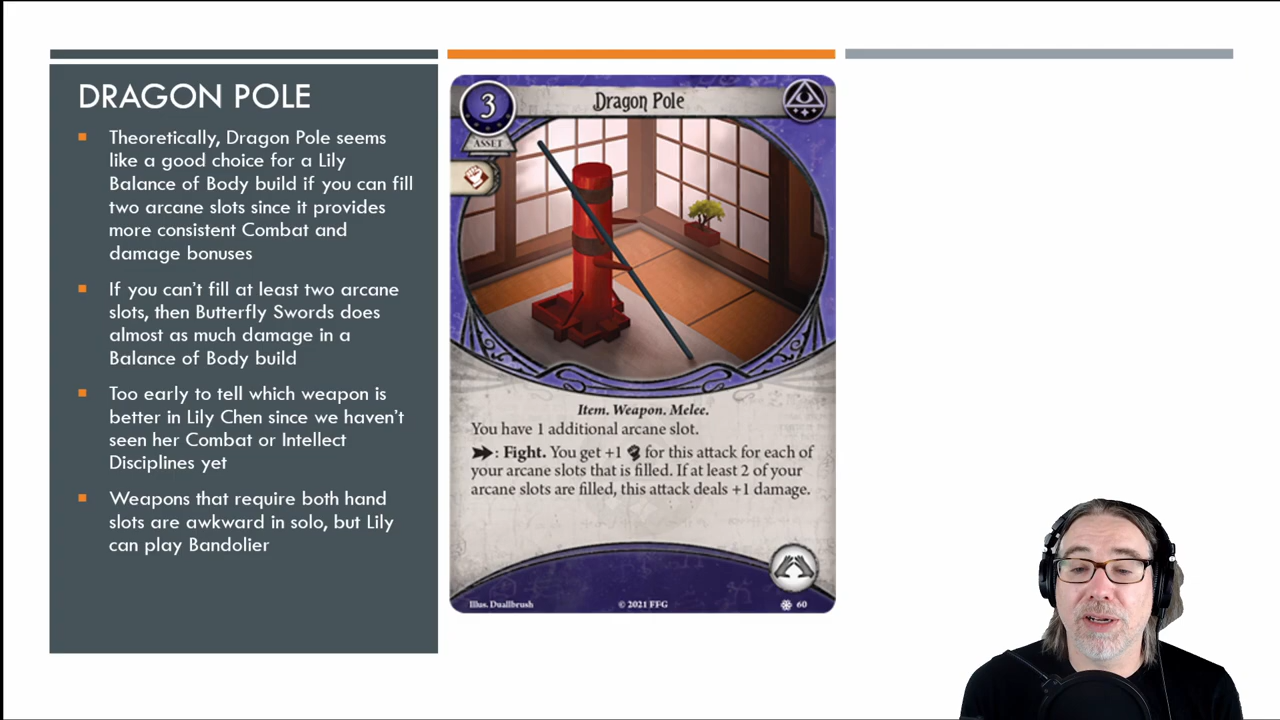 DRAGON POLE
Theoretically, Dragon Pole seems
like a good choice for a Lily
Balance of Body build if you can fill
two arcane slots since it provides
more consistent Combat and
damage bonuses
If you can't fill at least two arcane
slots, then Butterfly Swords does
almost as much damage in a
Balance of Body build
Too early to tell which weapon is
better in Lily Chen since we haven't
seen her Combat or Intellect
Disciplines yet
Weapons that require both hand
slots are awkward in solo, but Lily
can play Bandolier
3
Dragon Pole
ASSET
Item. Weapon. Melee.
You have 1 additional arcane slot.
: Fight. You get +1 for this attack for each of
your arcane slots that is filled. If at least 2 of your
arcane slots are filled, this attack deals +1 damage.
Illus. Duallbrush
© 2021 FFG
60